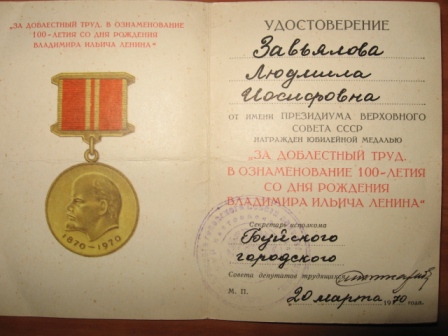 „ЗА ДОБЛЕСТНЫЙ ТРУД. В ОЗНАМЕНОВАНИЕ
100-ЛЕТИЯ СО ДНЯ РОЖДЕНИЯ
ВЛАДИМИРА ИЛЬИЧА ЛЕНИНА“
1870-1970
УДОСТОВЕРЕНИЕ
Завьялова
Людмила
Иосифовна
ОТ ИМЕНИ ПРЕЗИДИУМА ВЕРХОВНОГО
СОВЕТА СССР
НАГРАЖДЕН ЮБИЛЕЙНОЙ МЕДАЛЬЮ
„ЗА ДОБЛЕСТНЫЙ ТРУД.
В ОЗНАМЕНОВАНИЕ 100-ЛЕТИЯ
СО ДНЯ РОЖДЕНИЯ
ВЛАДИМИРА ИЛЬИЧА ЛЕНИНА“
Секретарь исполкома
Буйского
городского
Совета депутатов трудящихся
М. П.
20 марта 1970 года.